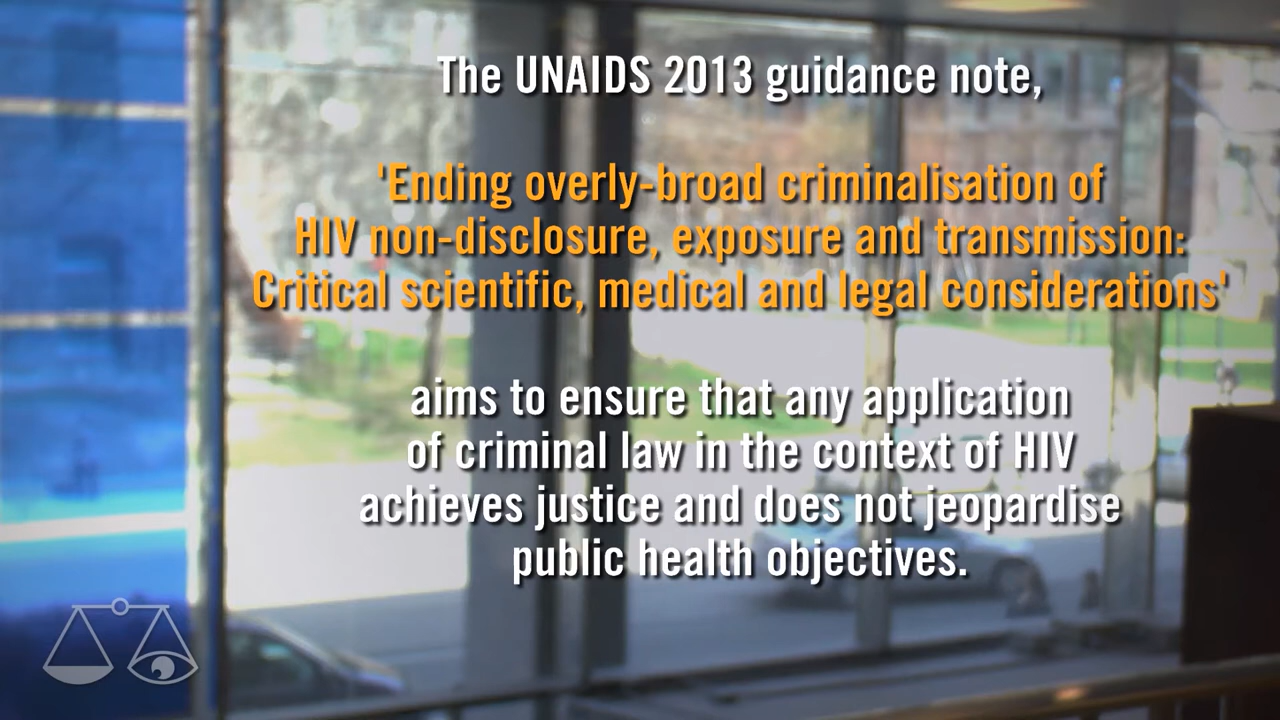 The UNAIDS 2013 guidance note,
'Ending overly-broad criminalisation of
HIV non-disclosure, exposure and transmission:
Critical scientific, medical and legal considerations'
aims to ensure that any application
of criminal law in the context of HIV
achieves justice and does not jeopardise
public health objectives.